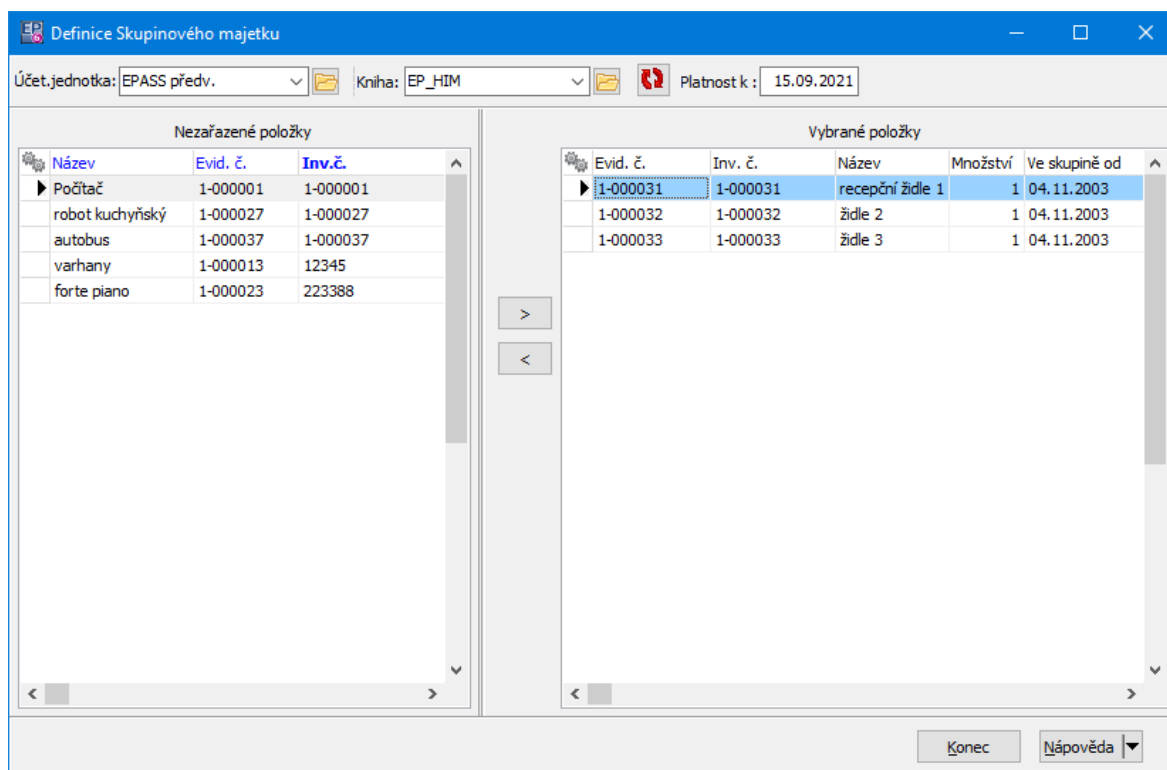 Definice Skupinového majetku
Účet.jednotka: EPASS předv. Kniha: EP_HIM Platnost k : 15.09.2021
Nezařazené položky
Název Evid. č. Inv.č.
Počítač 1-000001 1-000001
robot kuchyňský 1-000027 1-000027
autobus 1-000037 1-000037
varhany 1-000013 12345
forte piano 1-000023 223388
>
<
Vybrané položky
Evid. č. Inv. č. Název Množství Ve skupině od
1-000031 1-000031 recepční židle 1 1 04.11.2003
1-000032 1-000032 židle 2 1 04.11.2003
1-000033 1-000033 židle 3 1 04.11.2003
Konec Nápověda